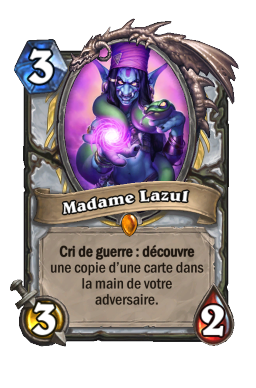 3
Madame Lazul
Cri de guerre : découvre
une copie d'une carte dans
la main de votre
adversaire.
3
2